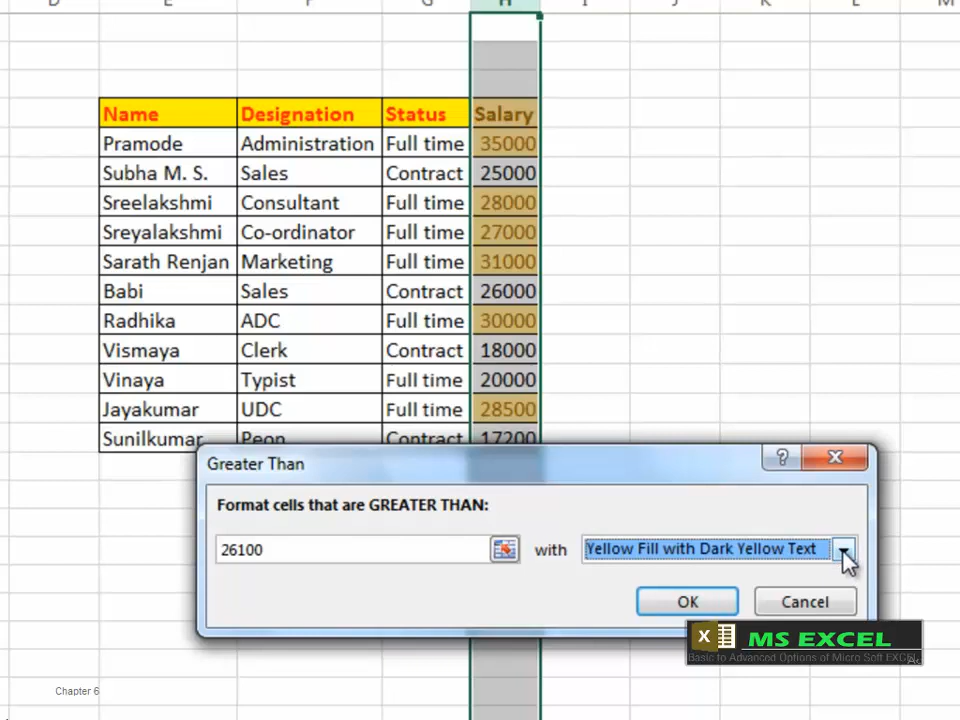 D E F G H I J K L M
Name Designation Status Salary
Pramode Administration Full time 35000
Subha M. S. Sales Contract 25000
Sreelakshmi Consultant Full time 28000
Sreyalakshmi Co-ordinator Full time 27000
Sarath Renjan Marketing Full time 31000
Babi Sales Contract 26000
Radhika ADC Full time 30000
Vismaya Clerk Contract 18000
Vinaya Typist Full time 20000
Jayakumar UDC Full time 28500
Sunilkumar Peon Contract 17200
Greater Than
Format cells that are GREATER THAN:
26100 with Yellow Fill with Dark Yellow Text
OK Cancel
X MS EXCEL
Basic to Advanced Options of Micro Soft EXCEL
Chapter 6